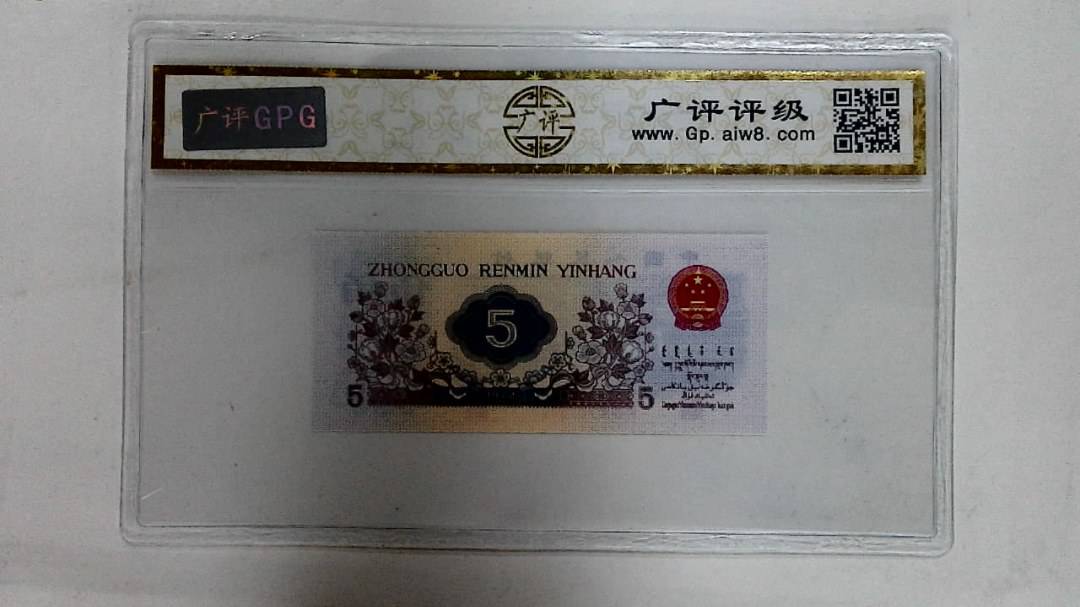 广评GPG
广评
广评评级
www.Gp.aiw8.com
ZHONGGUO RENMIN YINHANG
5
5 5